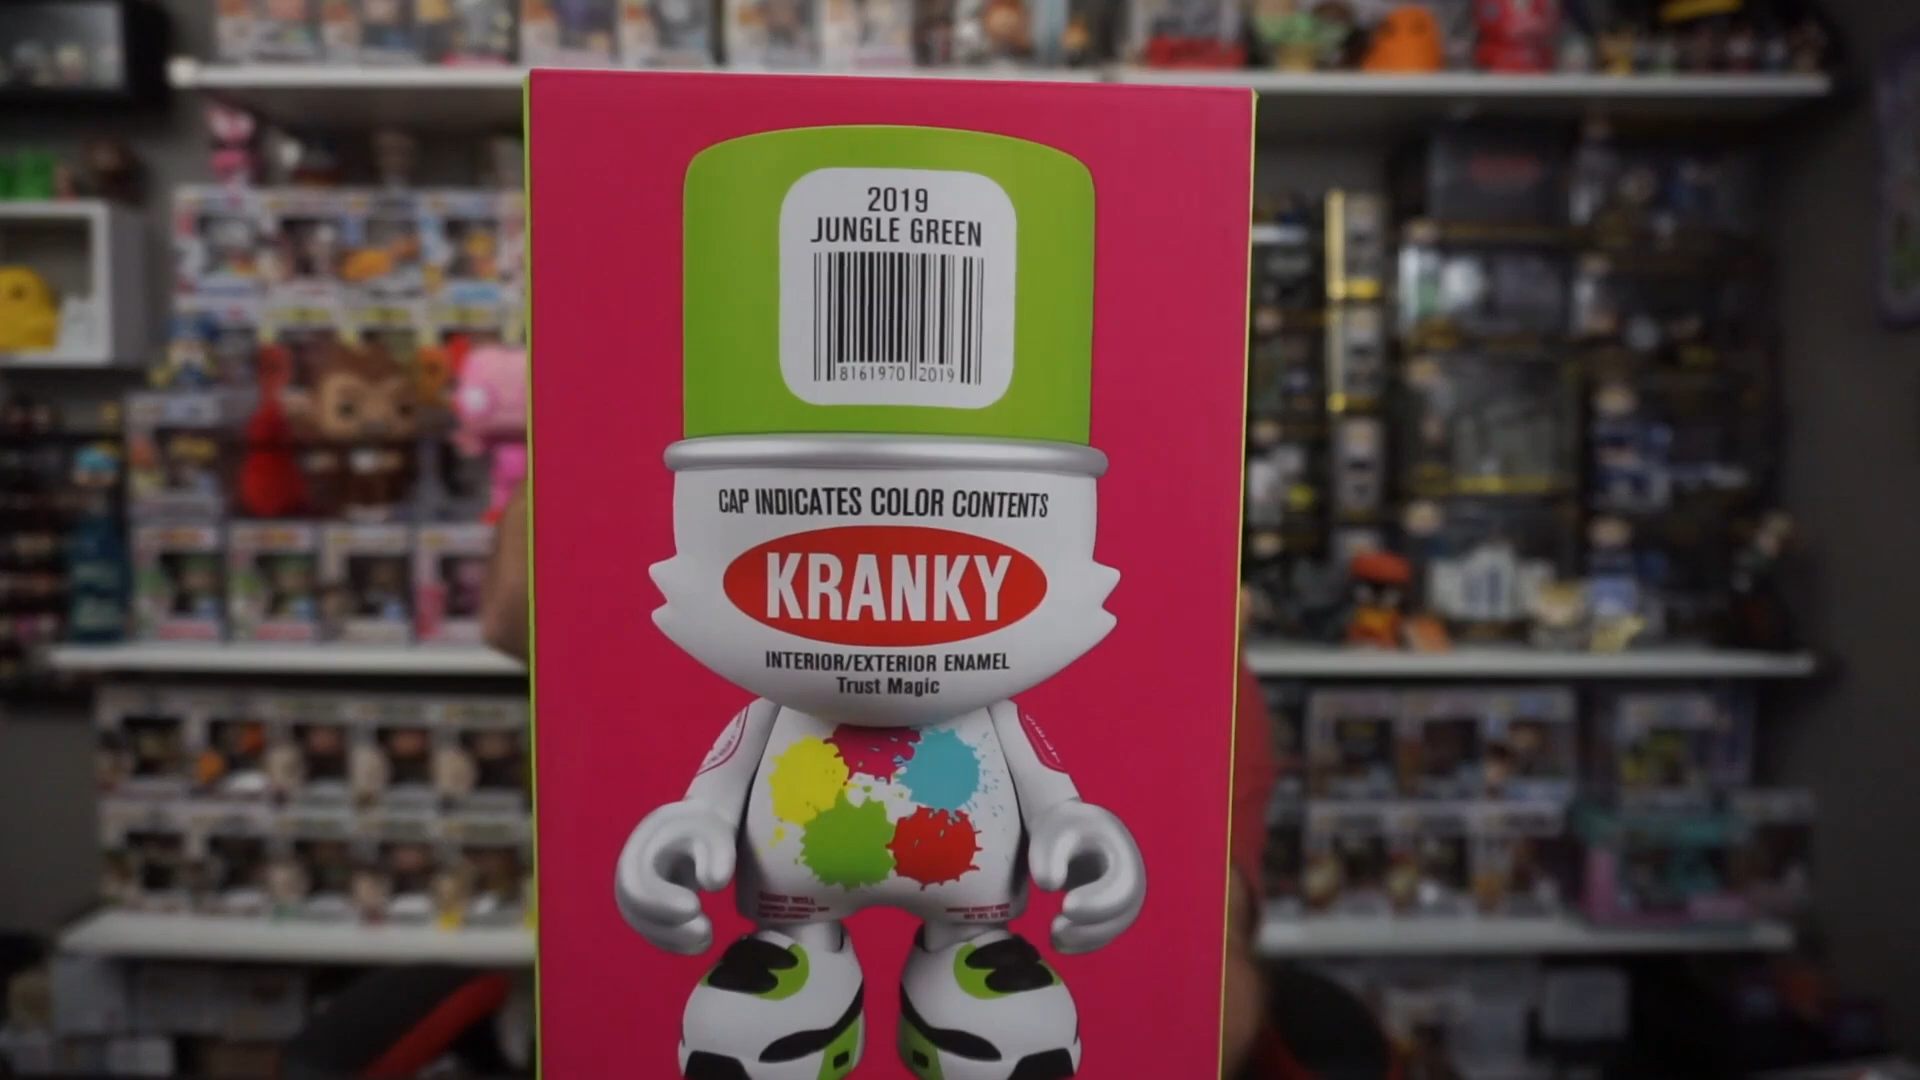 2019
JUNGLE GREEN
8161970 2019
CAP INDICATES COLOR CONTENTS
KRANKY
INTERIOR/EXTERIOR ENAMEL
Trust Magic